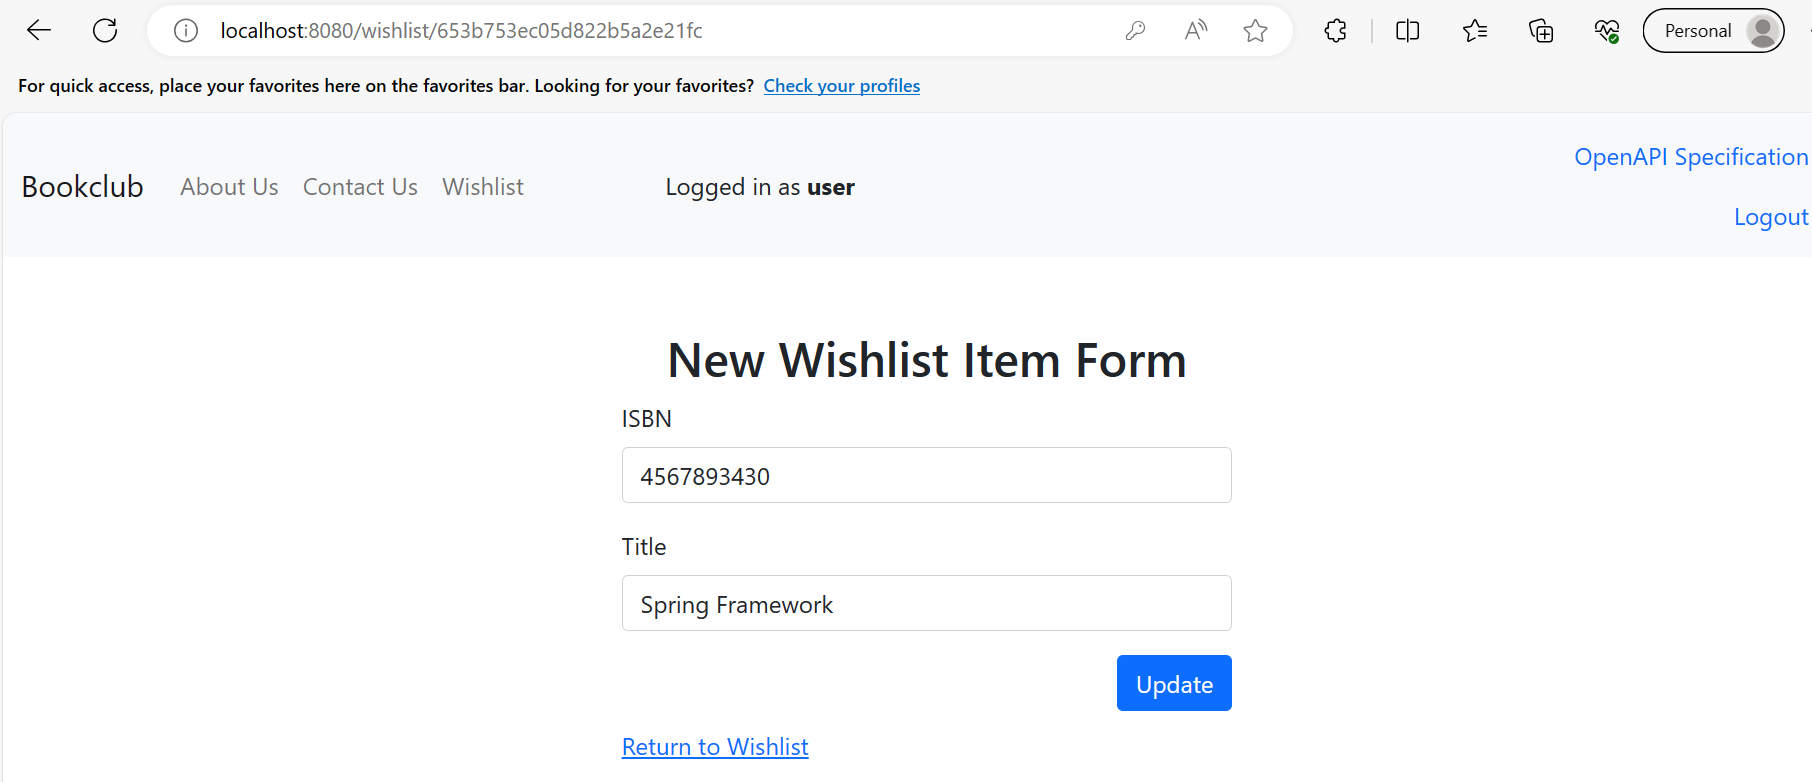 localhost:8080/wishlist/653b753ec05d822b5a2e21fc
Personal
For quick access, place your favorites here on the favorites bar. Looking for your favorites? Check your profiles
OpenAPI Specification
Bookclub About Us Contact Us Wishlist Logged in as user
Logout
New Wishlist Item Form
ISBN
4567893430
Title
Spring Framework
Update
Return to Wishlist